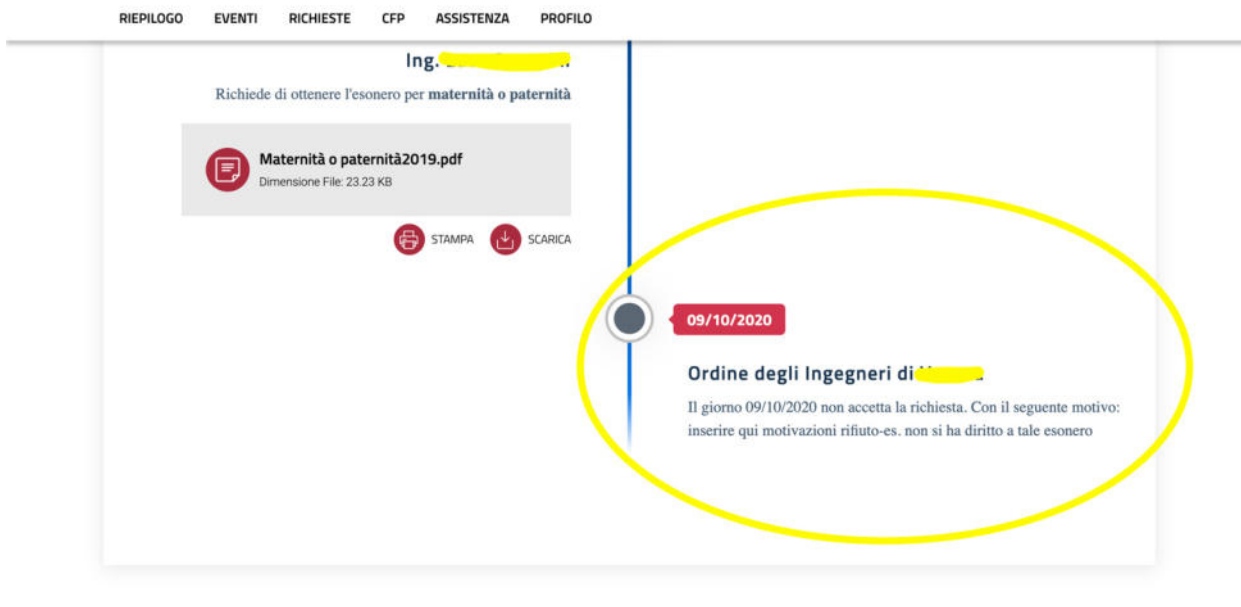 RIEPILOGO EVENTI RICHIESTE CFP ASSISTENZA PROFILO
Ing.
Richiede di ottenere l'esonero per maternità o paternità
Maternità o paternità2019.pdf
Dimensione File: 23.23 KB
STAMPA SCARICA
09/10/2020
Ordine degli Ingegneri di
Il giorno 09/10/2020 non accetta la richiesta. Con il seguente motivo:
inserire qui motivazioni rifiuto-es. non si ha diritto a tale esonero